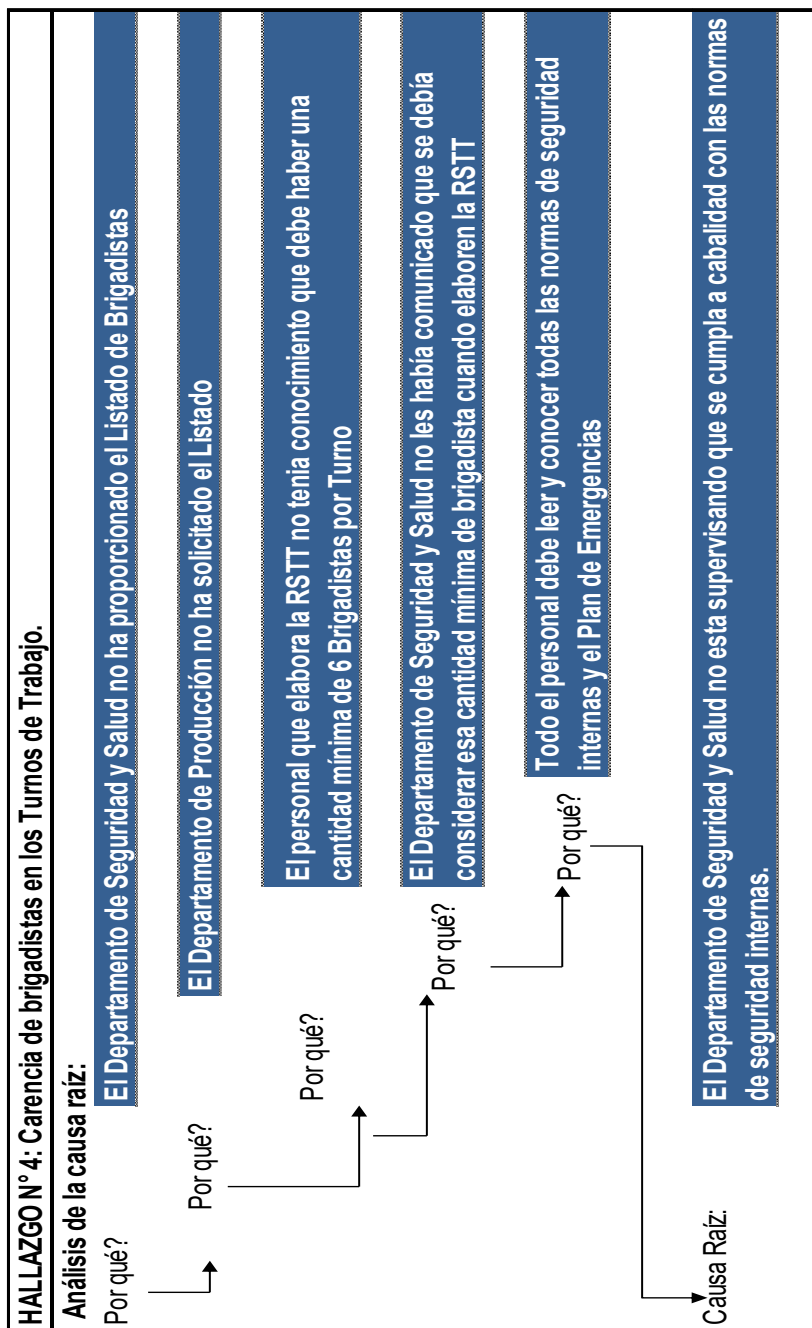 HALLAZGO N° 4: Carencia de brigadistas en los Turnos de Trabajo.
Análisis de la causa raíz:
Por qué?
El Departamento de Seguridad y Salud no ha proporcionado el Listado de Brigadistas
Por qué?
El Departamento de Producción no ha solicitado el Listado
Por qué?
El personal que elabora la RSTT no tenia conocimiento que debe haber una
cantidad mínima de 6 Brigadistas por Turno
Por qué?
El Departamento de Seguridad y Salud no les había comunicado que se debía
considerar esa cantidad mínima de brigadista cuando elaboren la RSTT
Por qué?
Todo el personal debe leer y conocer todas las normas de seguridad
internas y el Plan de Emergencias
Causa Raíz:
El Departamento de Seguridad y Salud no esta supervisando que se cumpla a cabalidad con las normas
de seguridad internas.